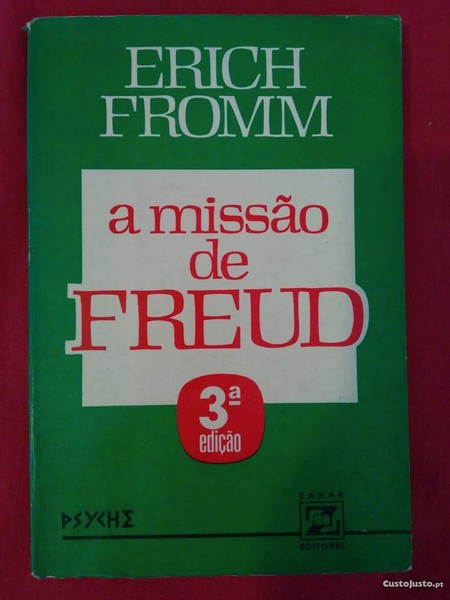 ERICH
FROMM
a missão
de
FREUD
3ª
edição
PSYCHE
ZAHAR
EDITORES
CustoJusto.pt